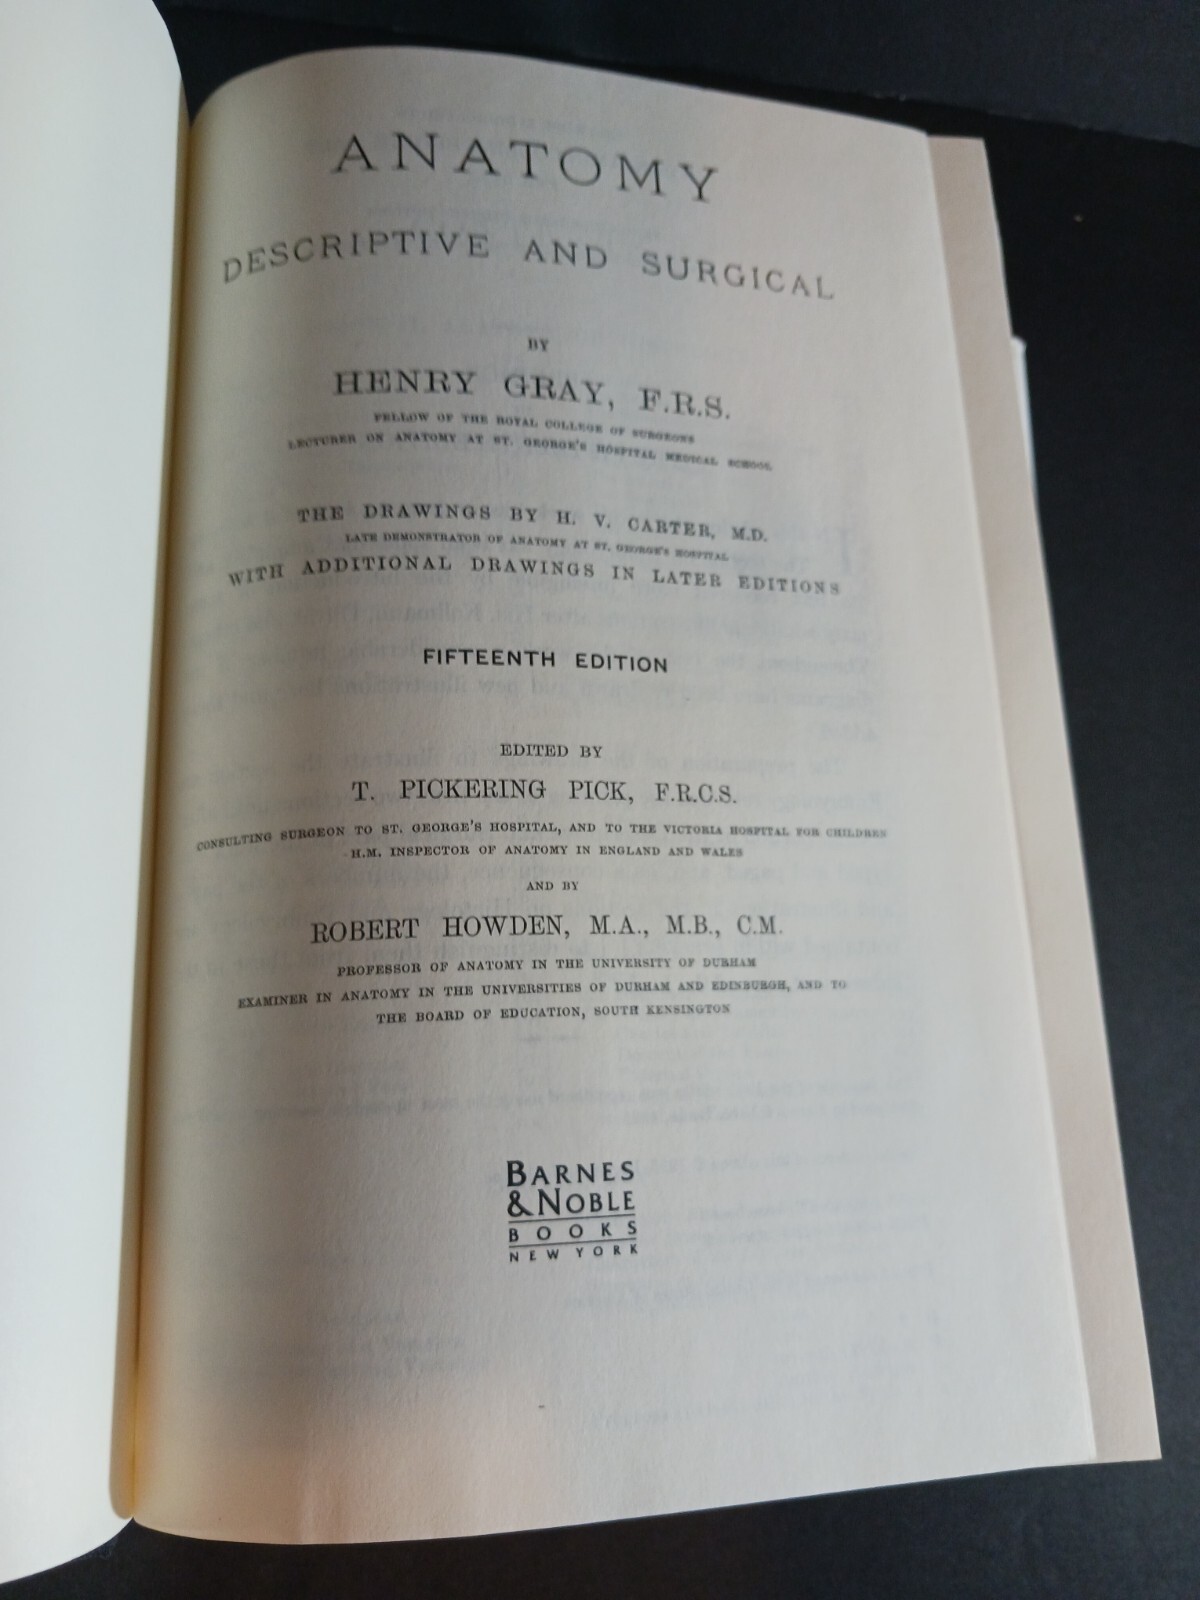 ANATOMY
DESCRIPTIVE AND SURGICAL
BY
HENRY GRAY, F.R.S.
FELLOW OF THE ROYAL COLLEGE OF SURGEONS
LECTURER ON ANATOMY AT ST. GEORGE'S HOSPITAL MEDICAL SCHOOL
THE DRAWINGS BY H. V. CARTER, M.D.
LATE DEMONSTRATOR OF ANATOMY AT ST. GEORGE'S HOSPITAL
WITH ADDITIONAL DRAWINGS IN LATER EDITIONS
FIFTEENTH EDITION
EDITED BY
T. PICKERING PICK, F.R.C.S.
CONSULTING SURGEON TO ST. GEORGE'S HOSPITAL, AND TO THE VICTORIA HOSPITAL FOR CHILDREN
H.M. INSPECTOR OF ANATOMY IN ENGLAND AND WALES
AND BY
ROBERT HOWDEN, M.A., M.B., C.M.
PROFESSOR OF ANATOMY IN THE UNIVERSITY OF DURHAM
EXAMINER IN ANATOMY IN THE UNIVERSITIES OF DURHAM AND EDINBURGH, AND TO
THE BOARD OF EDUCATION, SOUTH KENSINGTON
BARNES
& NOBLE
BOOKS
NEW YORK